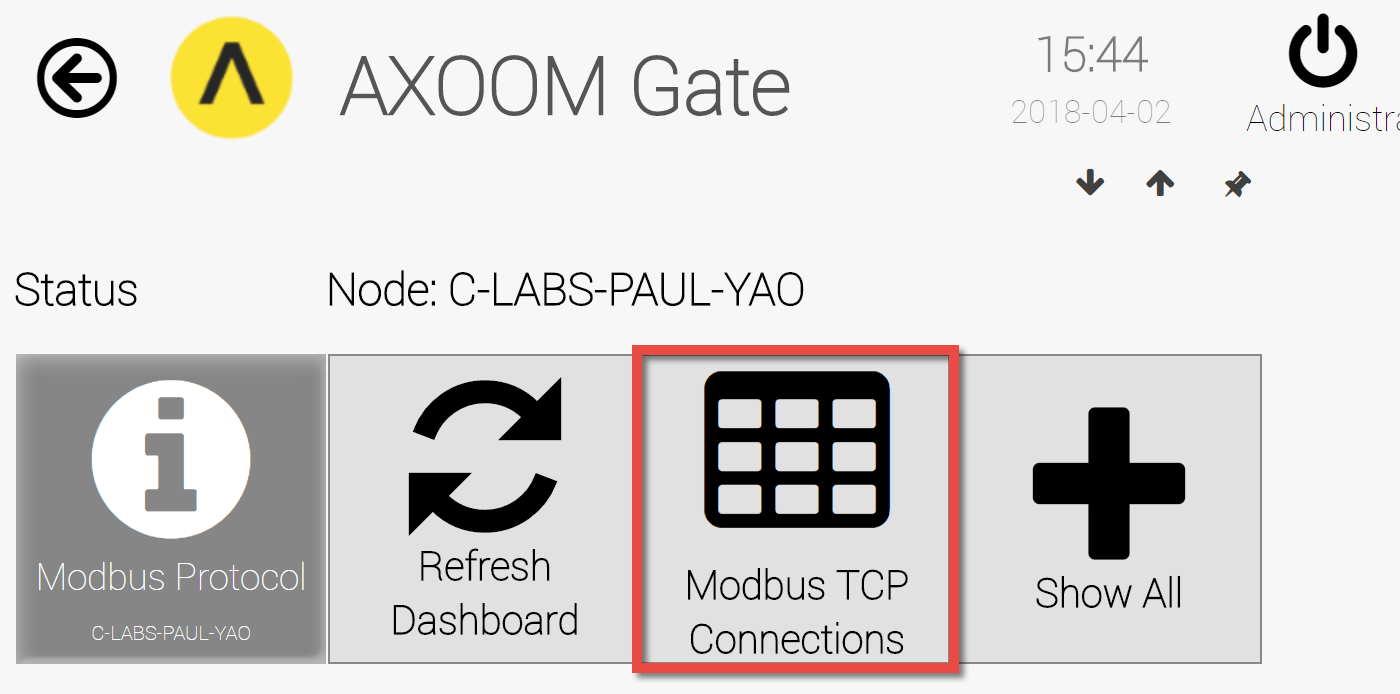 AXOOM Gate
15:44
2018-04-02
Administra
Status
Node: C-LABS-PAUL-YAO
Modbus Protocol
C-LABS-PAUL-YAO
Refresh
Dashboard
Modbus TCP
Connections
Show All